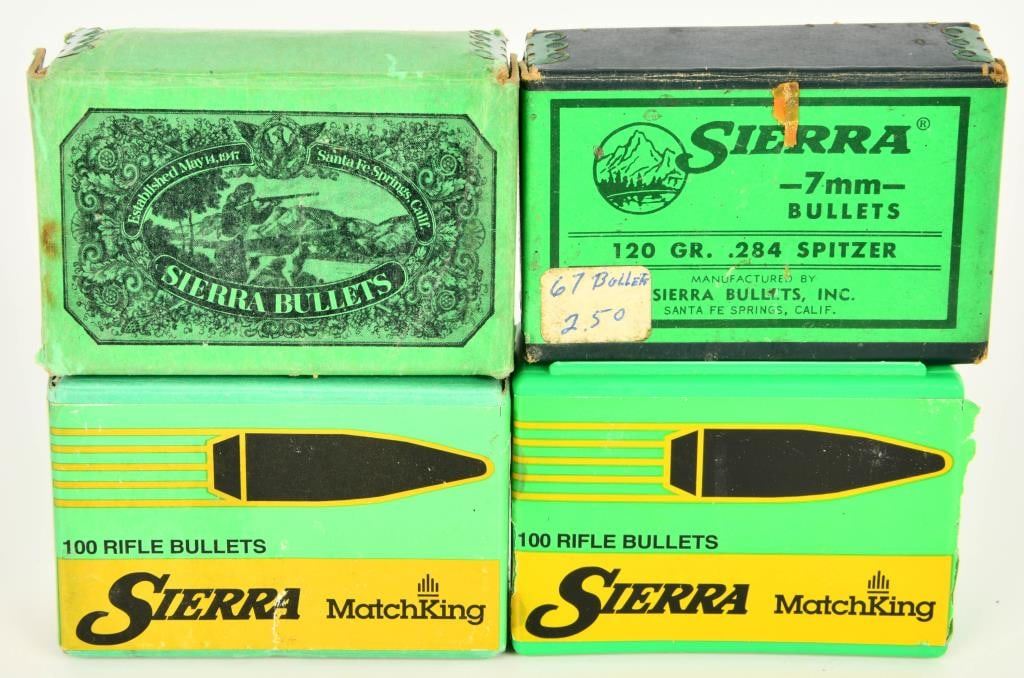 Established May 14, 1947
Santa Fe Springs, Calif.
SIERRA BULLETS
SIERRA®
—7mm—
BULLETS
120 GR. .284 SPITZER
MANUFACTURED BY
SIERRA BULLETS, INC.
SANTA FE SPRINGS, CALIF.
67 Bullets
2.50
100 RIFLE BULLETS
SIERRA MatchKing
100 RIFLE BULLETS
SIERRA MatchKing